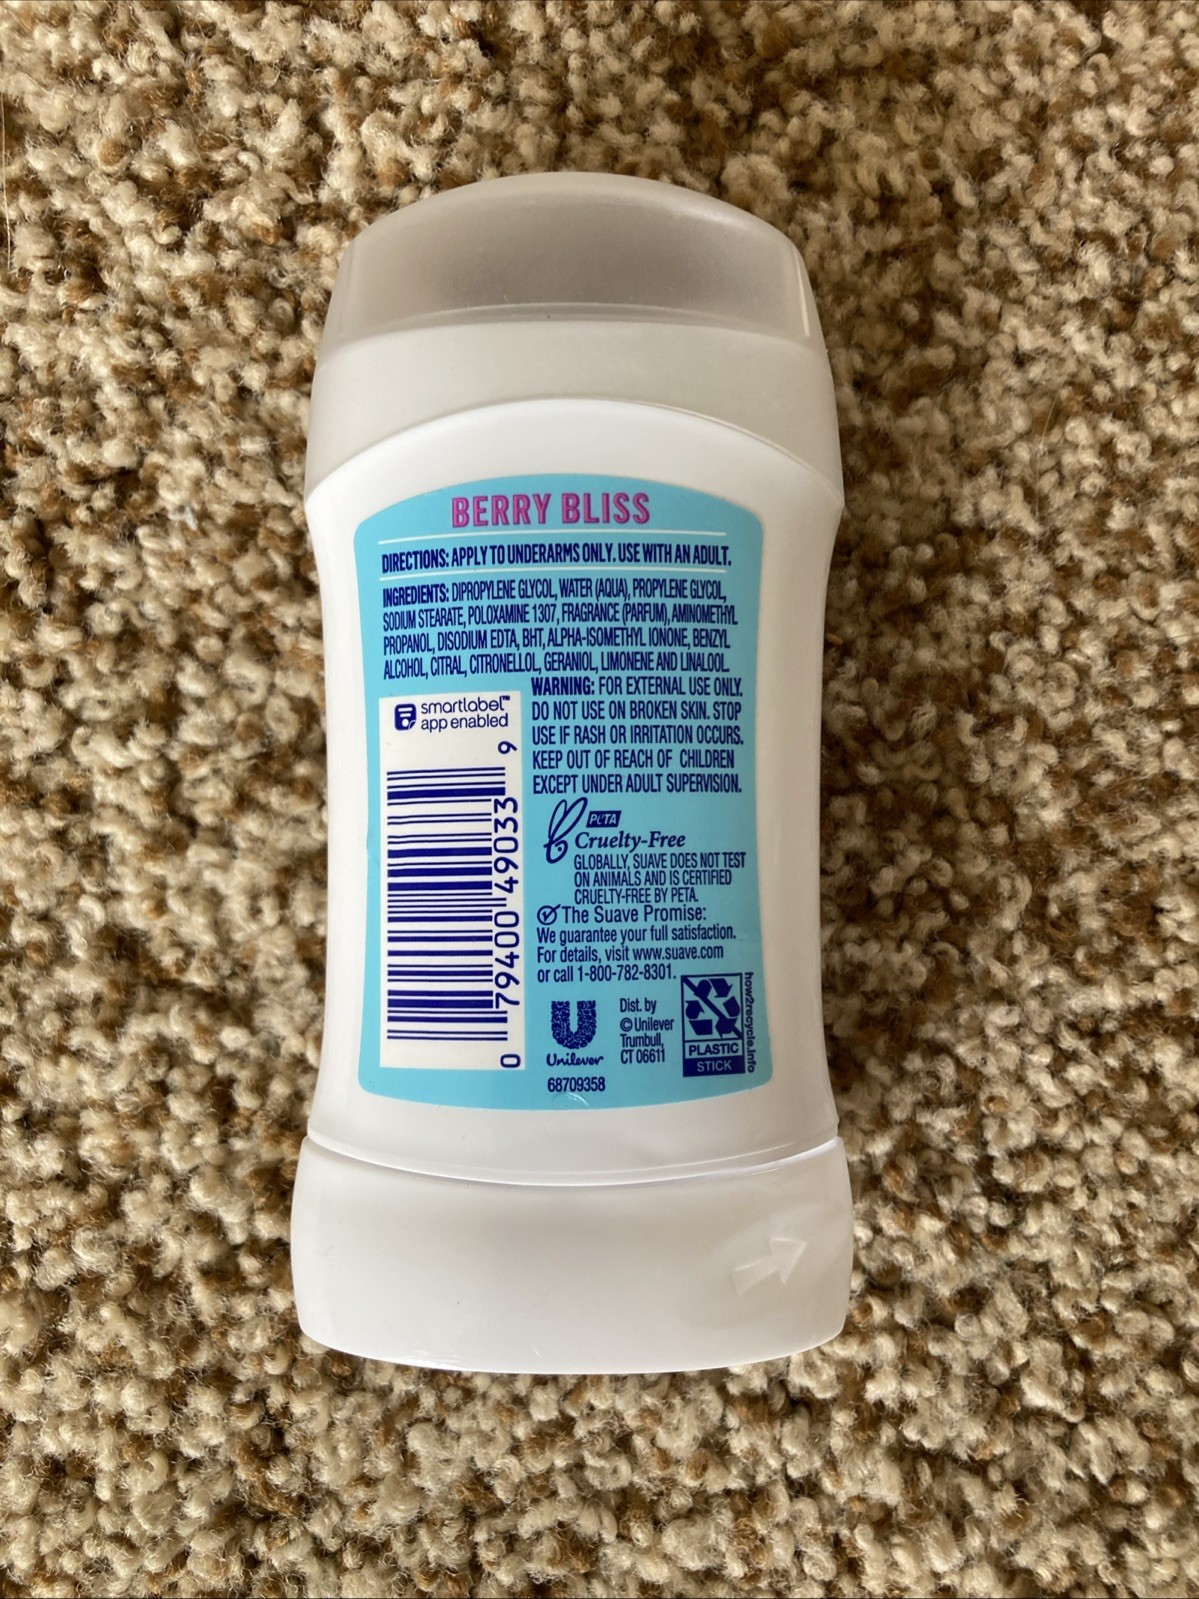 BERRY BLISS
DIRECTIONS: APPLY TO UNDERARMS ONLY. USE WITH AN ADULT.
INGREDIENTS: DIPROPYLENE GLYCOL, WATER (AQUA), PROPYLENE GLYCOL,
SODIUM STEARATE, POLOXAMINE 1307, FRAGRANCE (PARFUM), AMINOMETHYL
PROPANOL, DISODIUM EDTA, BHT, ALPHA-ISOMETHYL IONONE, BENZYL
ALCOHOL, CITRAL, CITRONELLOL, GERANIOL, LIMONENE AND LINALOOL.
WARNING: FOR EXTERNAL USE ONLY.
DO NOT USE ON BROKEN SKIN. STOP
USE IF RASH OR IRRITATION OCCURS.
KEEP OUT OF REACH OF CHILDREN
EXCEPT UNDER ADULT SUPERVISION.
smartlabel™
app enabled
0 79400 49033 9
PETA
Cruelty-Free
GLOBALLY, SUAVE DOES NOT TEST
ON ANIMALS AND IS CERTIFIED
CRUELTY-FREE BY PETA.
The Suave Promise:
We guarantee your full satisfaction.
For details, visit www.suave.com
or call 1-800-782-8301.
Unilever
68709358
Dist. by
© Unilever
Trumbull,
CT 06611
PLASTIC
STICK
how2recycle.info